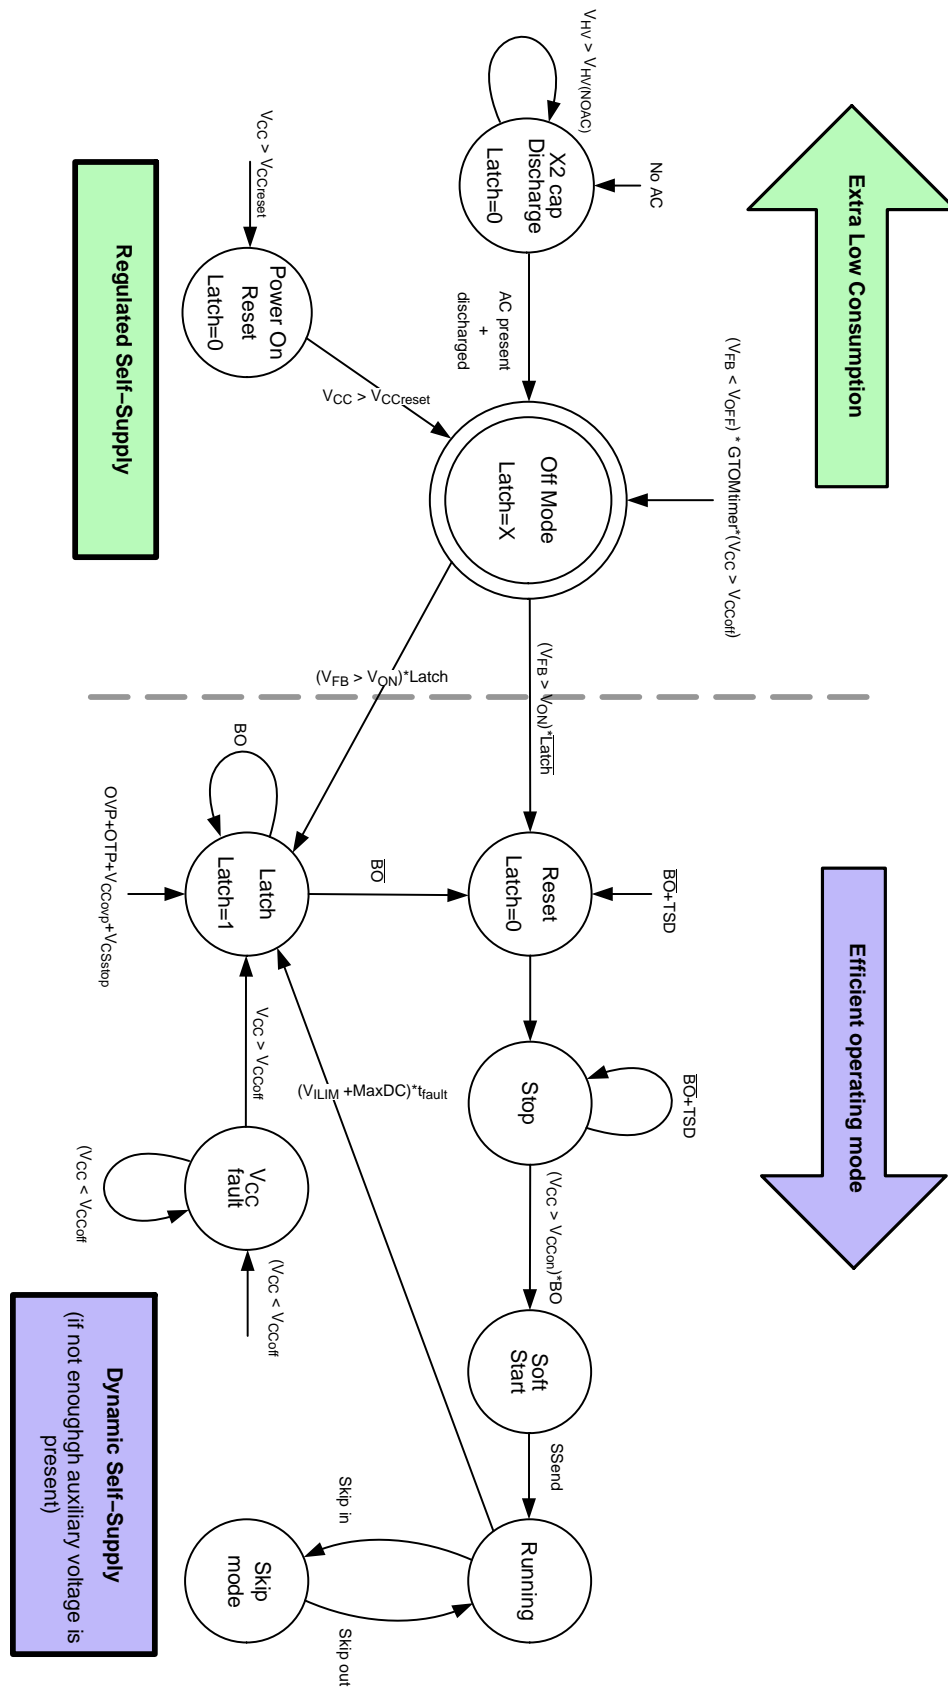 Extra Low Consumption
Efficient operating mode
(VFB < VOFF) * GTOMtimer*(VCC > VCCoff)
No AC
VHV > VHV(NOAC)
X2 cap
Discharge
Latch=0
AC present
+
discharged
Off Mode
Latch=X
(VFB > VON)*Latch
BO+TSD
Reset
Latch=0
BO+TSD
Stop
(VCC > VCCon)*BO
Soft
Start
SSend
Running
VCC > VCCreset
Power On
Reset
Latch=0
VCC > VCCreset
(VFB > VON)*Latch
BO
BO
Latch
Latch=1
OVP+OTP+VCCovp+VCSstop
(VILIM +MaxDC)*tfault
VCC > VCCoff
VCC
fault
(VCC < VCCoff
(VCC < VCCoff
Skip in
Skip out
Skip
mode
Regulated Self−Supply
Dynamic Self−Supply
(if not enoughgh auxiliary voltage is
present)